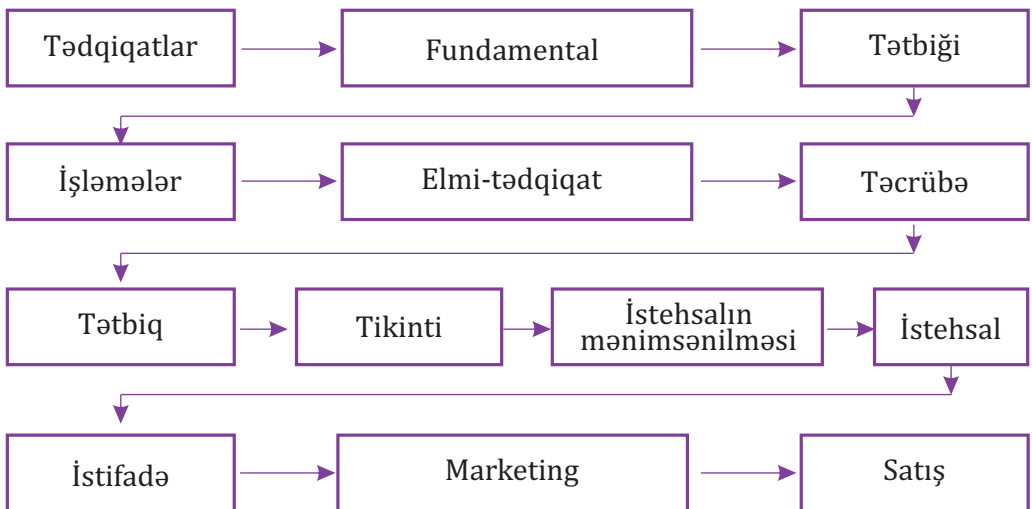 Tədqiqatlar
Fundamental
Tətbiği
İşləmələr
Elmi-tədqiqat
Təcrübə
Tətbiq
Tikinti
İstehsalın
mənimsənilməsi
İstehsal
İstifadə
Marketing
Satış